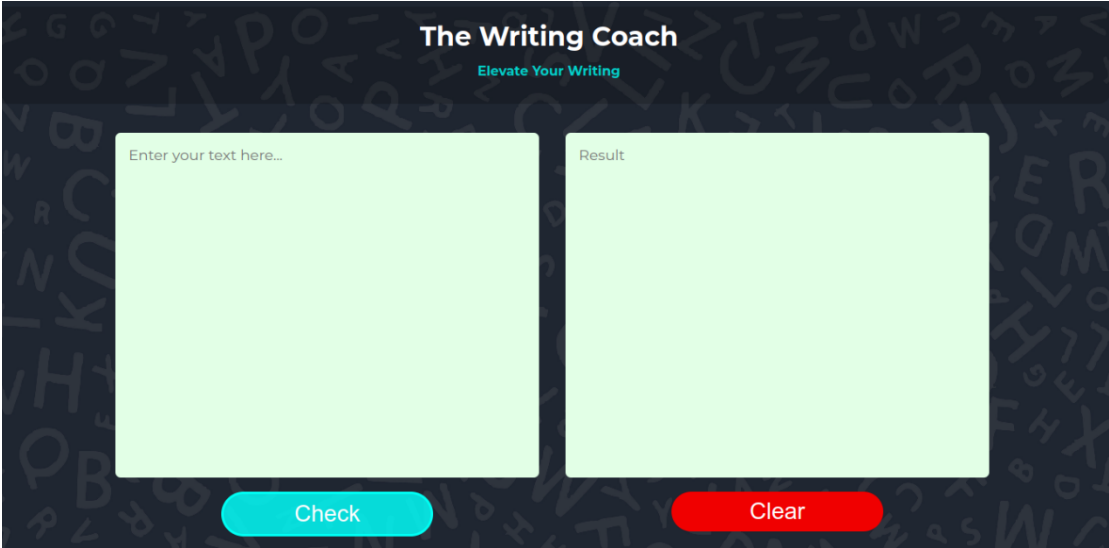 The Writing Coach
Elevate Your Writing
Enter your text here...
Result
Check
Clear